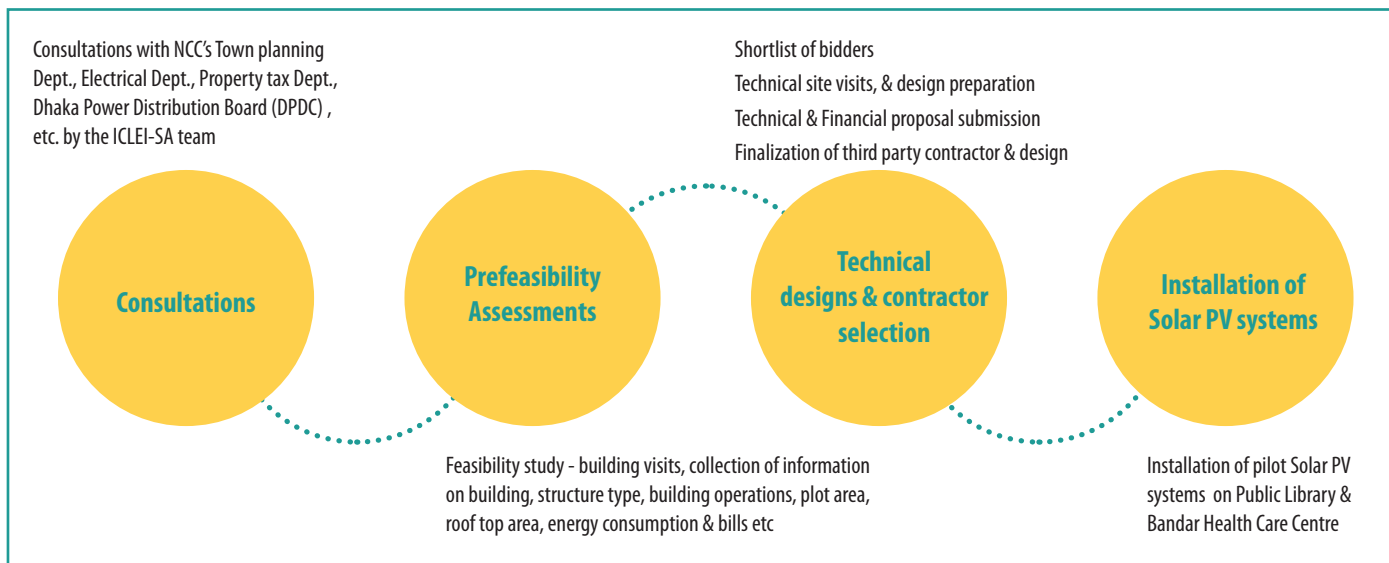 Consultations with NCC's Town planning
Dept., Electrical Dept., Property tax Dept.,
Dhaka Power Distribution Board (DPDC) ,
etc. by the ICLEI-SA team
Consultations
Prefeasibility
Assessments
Feasibility study - building visits, collection of information
on building, structure type, building operations, plot area,
roof top area, energy consumption & bills etc
Shortlist of bidders
Technical site visits, & design preparation
Technical & Financial proposal submission
Finalization of third party contractor & design
Technical
designs & contractor
selection
Installation of
Solar PV systems
Installation of pilot Solar PV
systems on Public Library &
Bandar Health Care Centre